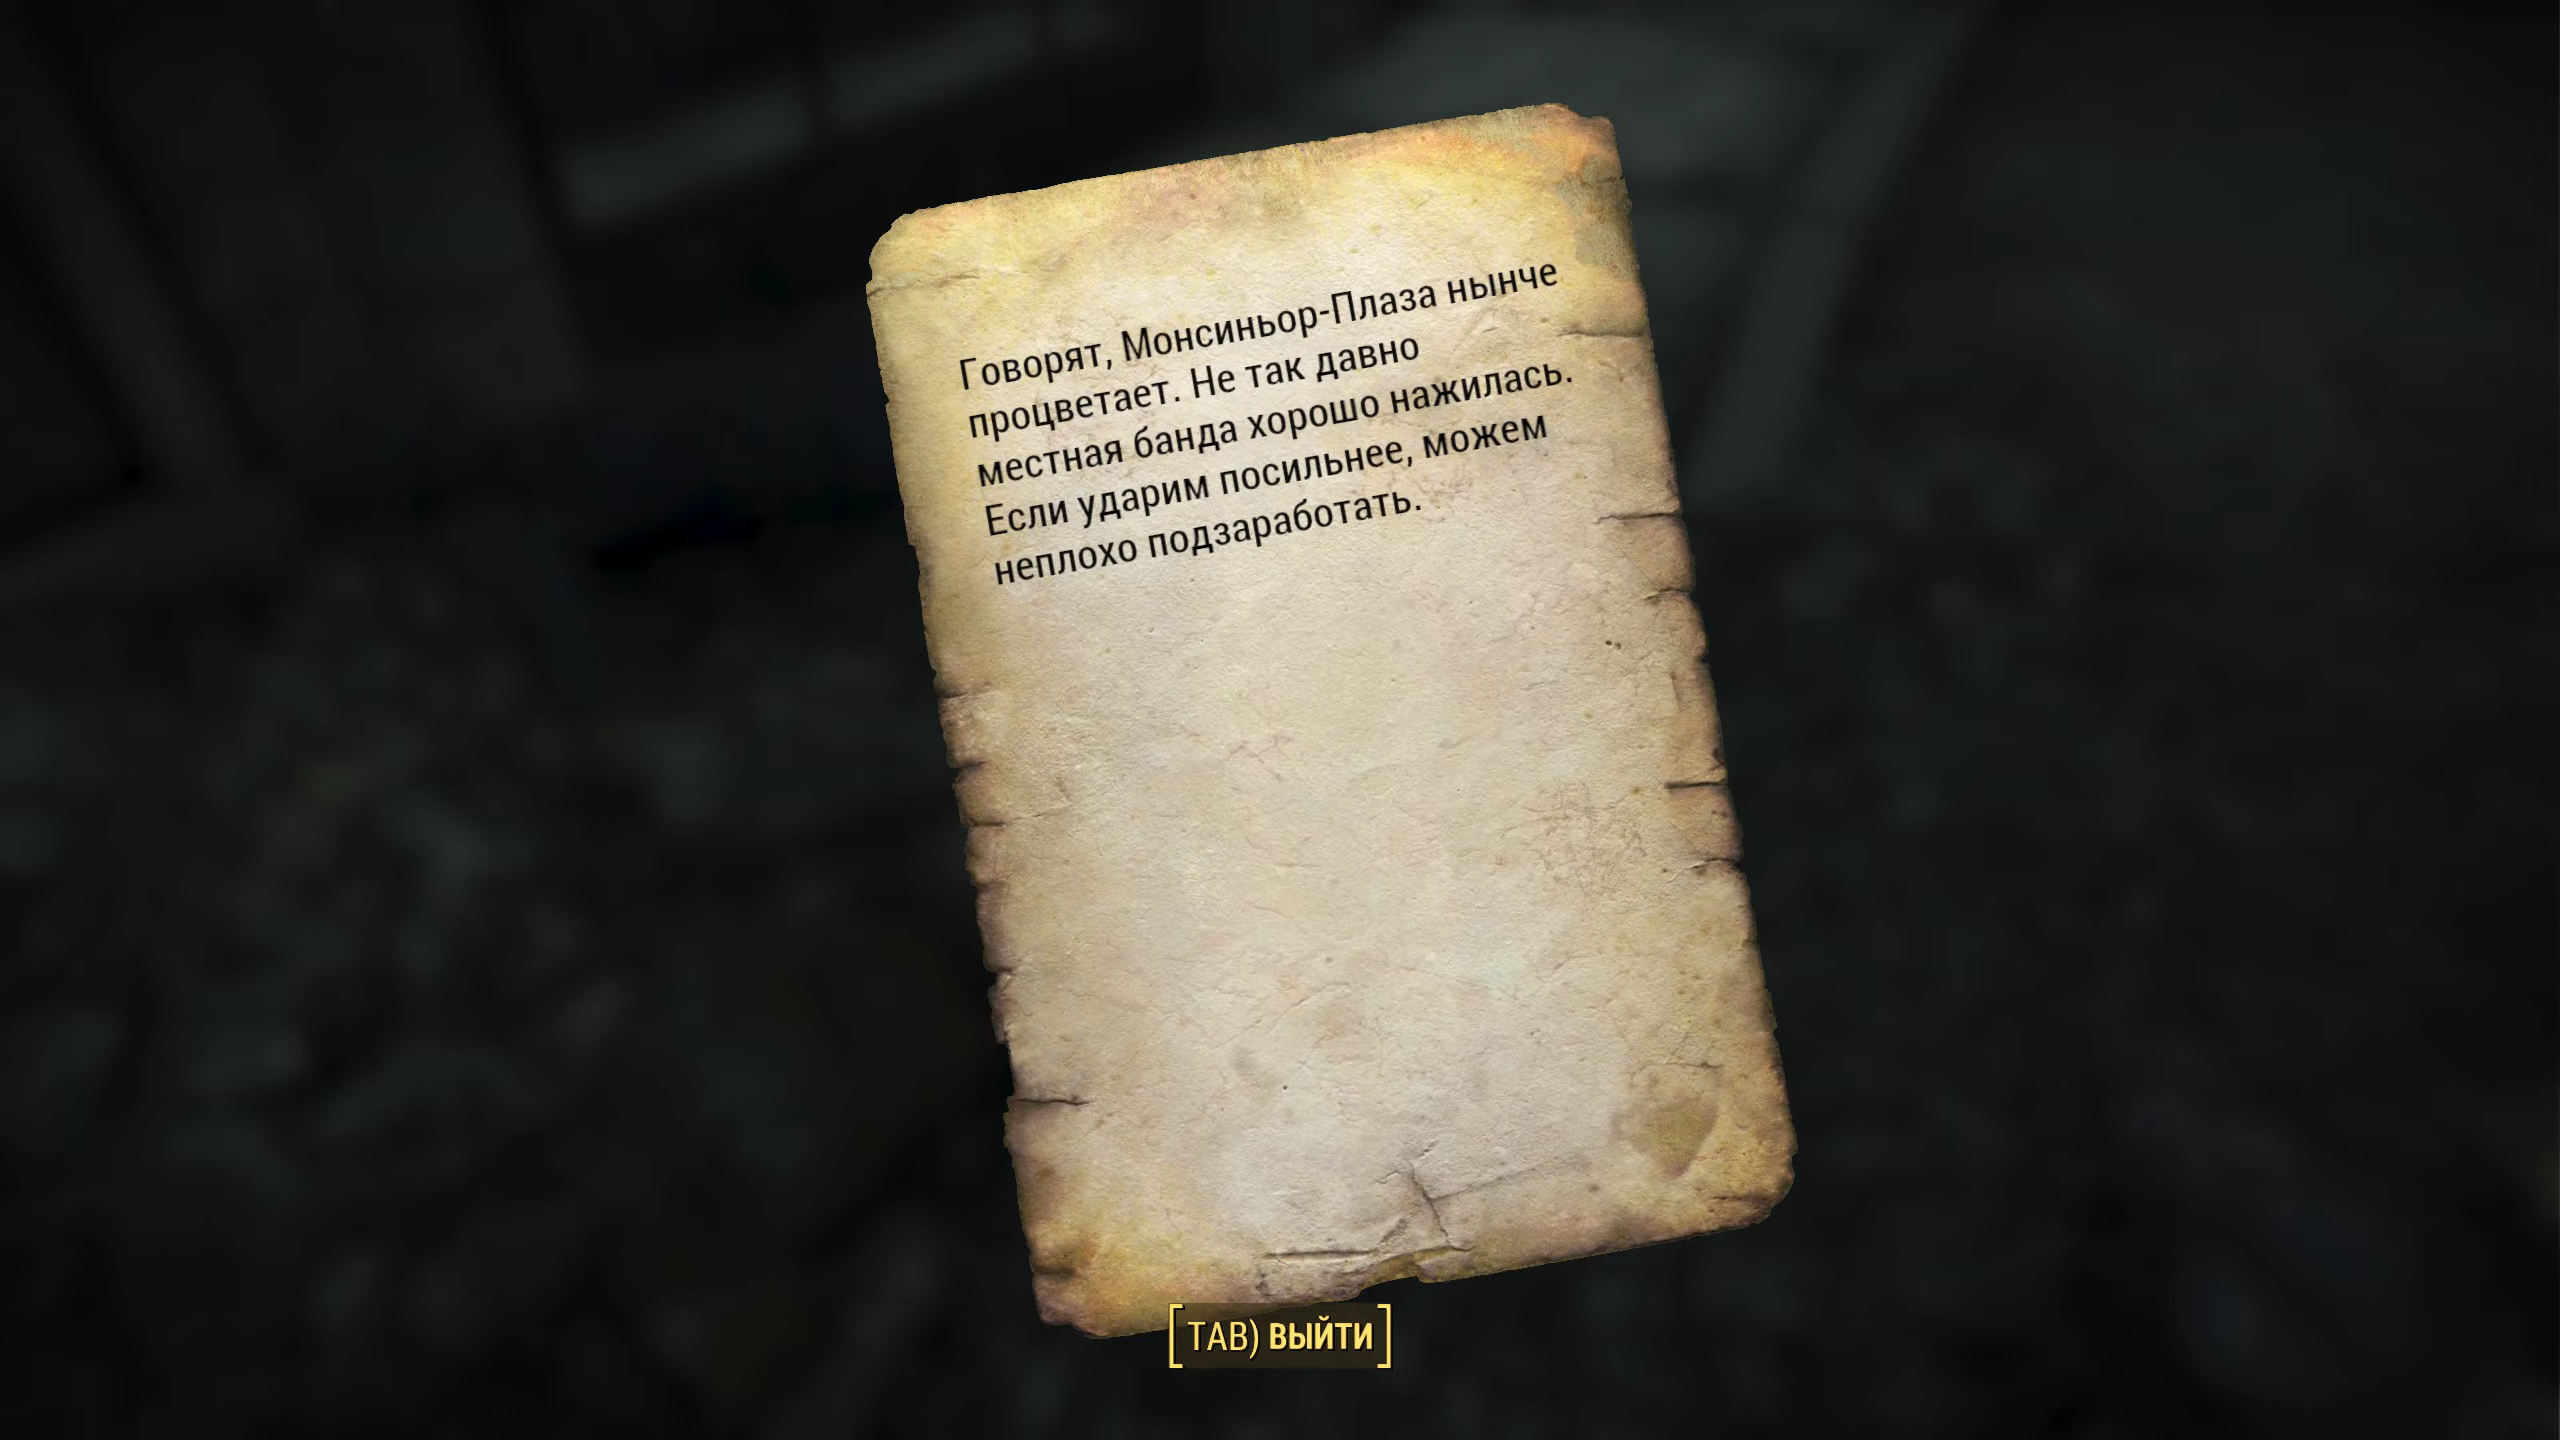 Говорят, Монсиньор-Плаза нынче
процветает. Не так давно
местная банда хорошо нажилась.
Если ударим посильнее, можем
неплохо подзаработать.
[TAB) ВЫЙТИ]